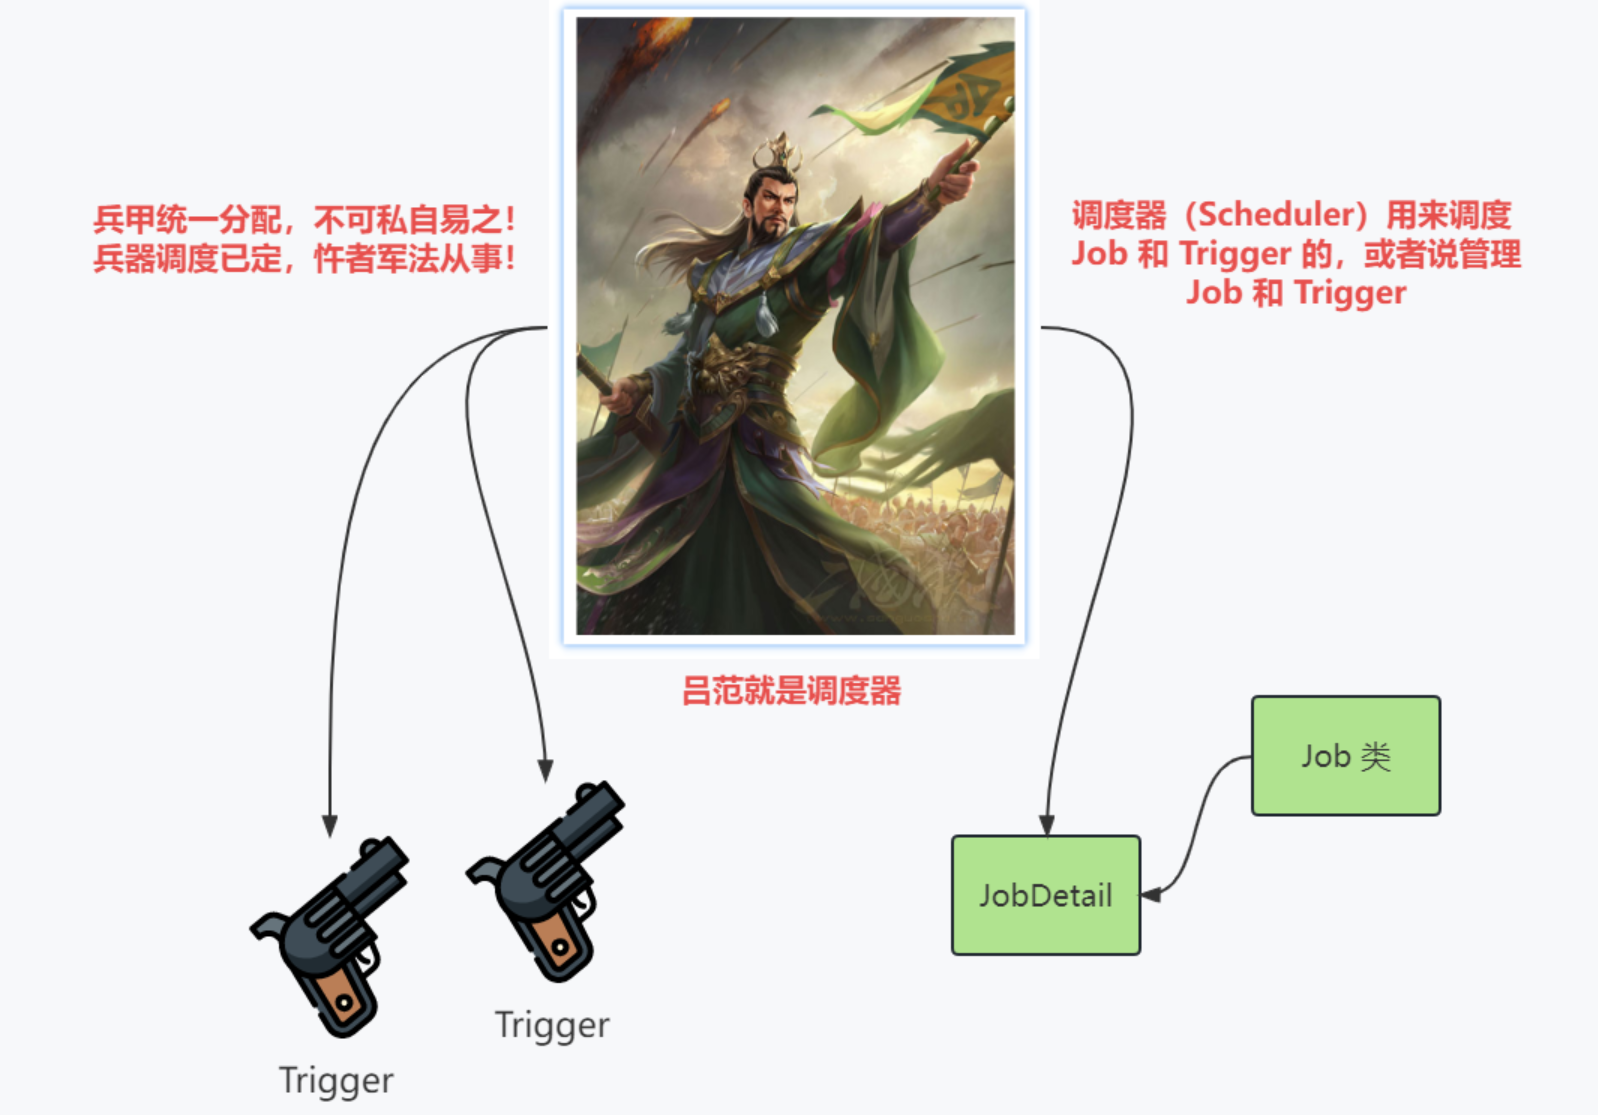 兵甲统一分配，不可私自易之！
兵器调度已定，忤者军法从事！
调度器（Scheduler）用来调度
Job 和 Trigger 的，或者说管理
Job 和 Trigger
吕范就是调度器
Job 类
JobDetail
Trigger
Trigger